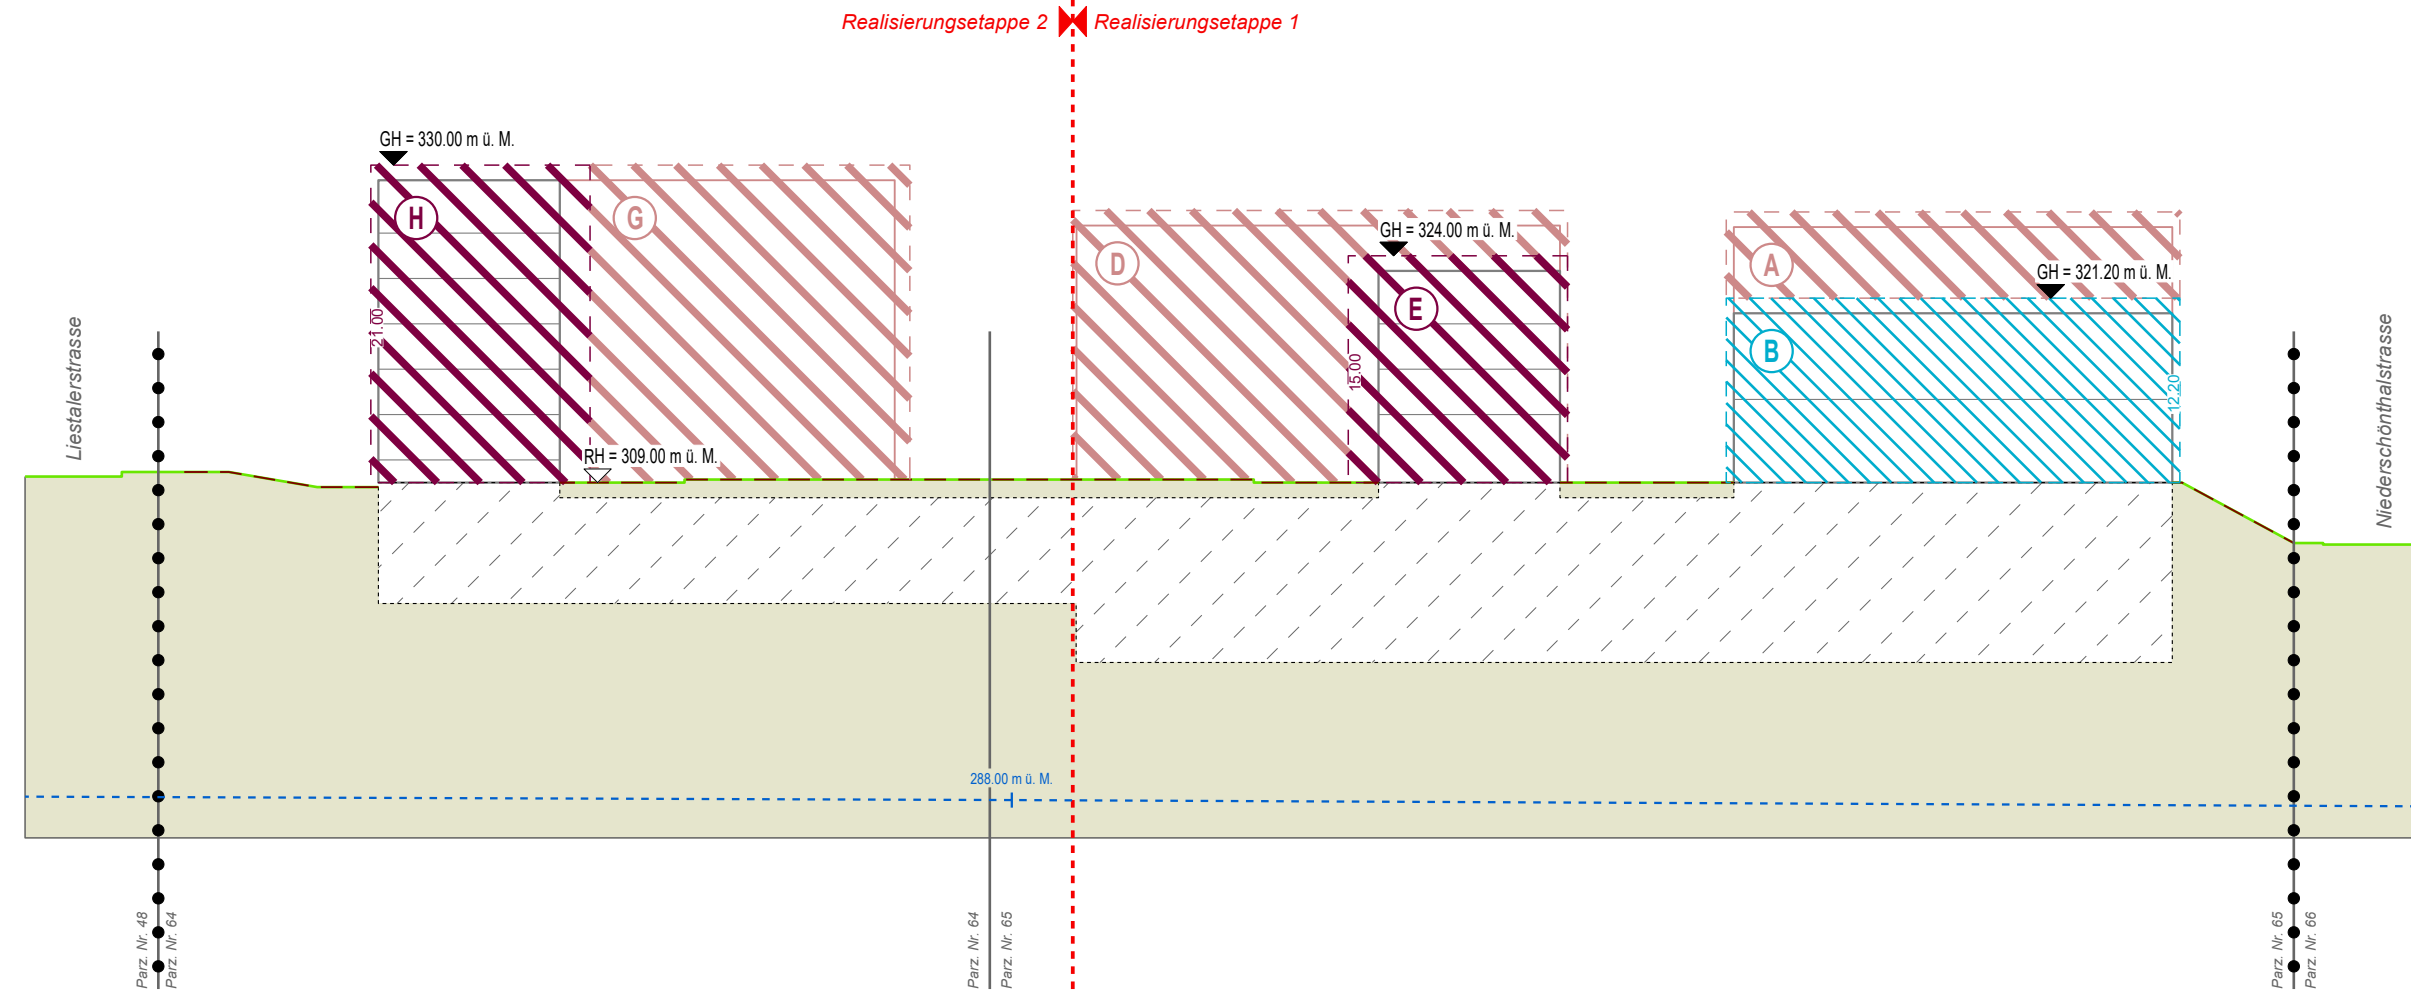 Realisierungsetappe 2
Realisierungsetappe 1
GH = 330.00 m ü. M.
H
G
21.00
RH = 309.00 m ü. M.
D
GH = 324.00 m ü. M.
E
15.00
A
GH = 321.20 m ü. M.
B
12.20
Liestalerstrasse
Niederschönthalstrasse
288.00 m ü. M.
Parz. Nr. 48
Parz. Nr. 64
Parz. Nr. 64
Parz. Nr. 65
Parz. Nr. 65
Parz. Nr. 66